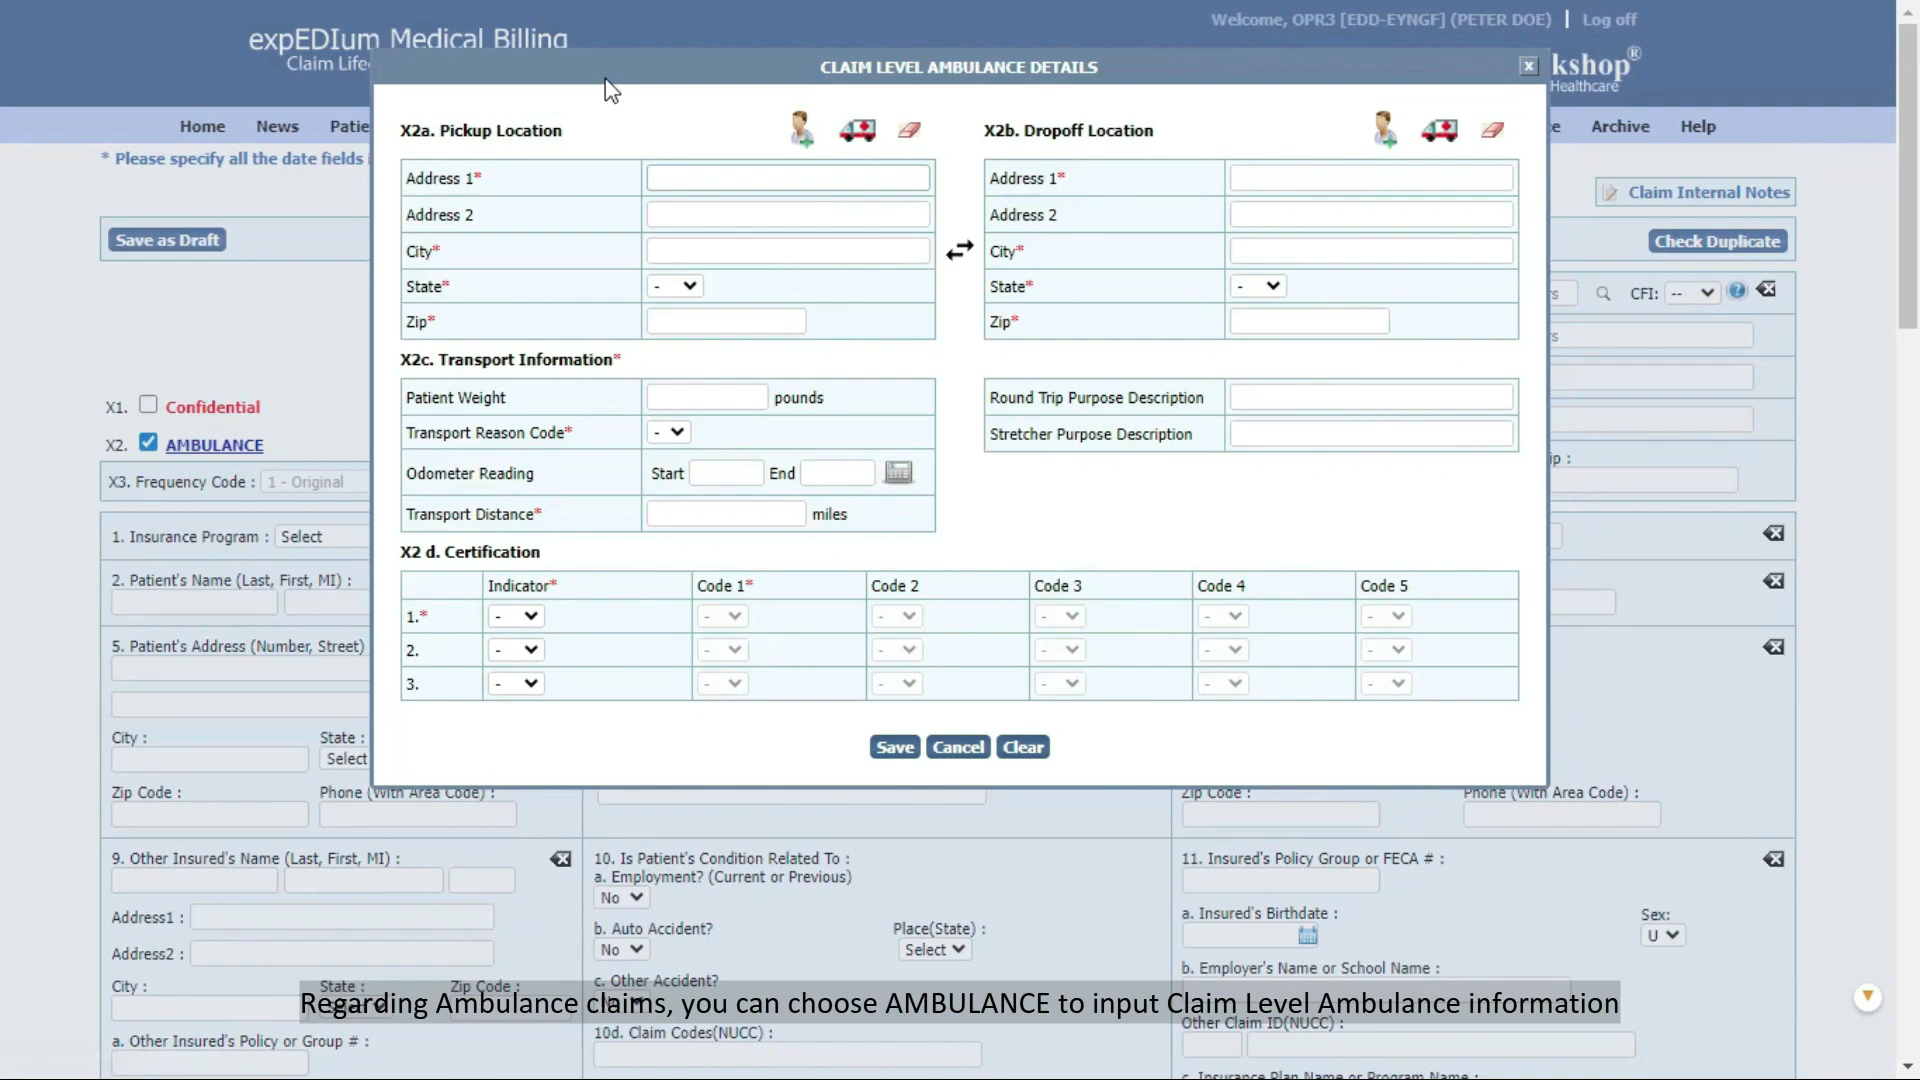 Welcome, OPR3 [EDD-EYNGF] (PETER DOE) | Log off
expEDIum Medical Billing
Claim Life
kshop®
Healthcare
CLAIM LEVEL AMBULANCE DETAILS
x
Home News Patie
Archive Help
* Please specify all the date fields
Claim Internal Notes
Save as Draft
Check Duplicate
CFI: --
X1. Confidential
X2. AMBULANCE
X3. Frequency Code : 1 - Original
X2a. Pickup Location
Address 1*
Address 2
City*
State* -
Zip*
X2b. Dropoff Location
Address 1*
Address 2
City*
State* -
Zip*
X2c. Transport Information*
Patient Weight pounds
Transport Reason Code* -
Odometer Reading Start End
Transport Distance* miles
Round Trip Purpose Description
Stretcher Purpose Description
X2 d. Certification
Indicator* Code 1* Code 2 Code 3 Code 4 Code 5
1.* - - - - - -
2. - - - - - -
3. - - - - - -
Save Cancel Clear
1. Insurance Program : Select
2. Patient's Name (Last, First, MI) :
5. Patient's Address (Number, Street)
City : State :
Select
Zip Code : Phone (With Area Code) :
Zip Code : Phone (With Area Code) :
9. Other Insured's Name (Last, First, MI) :
Address1 :
Address2 :
City : State : Zip Code :
a. Other Insured's Policy or Group # :
10. Is Patient's Condition Related To :
a. Employment? (Current or Previous)
No
b. Auto Accident? Place(State) :
No Select
c. Other Accident?
10d. Claim Codes(NUCC) :
11. Insured's Policy Group or FECA # :
a. Insured's Birthdate : Sex:
U
b. Employer's Name or School Name :
Other Claim ID(NUCC) :
c. Insurance Plan Name or Program Name :
Regarding Ambulance claims, you can choose AMBULANCE to input Claim Level Ambulance information